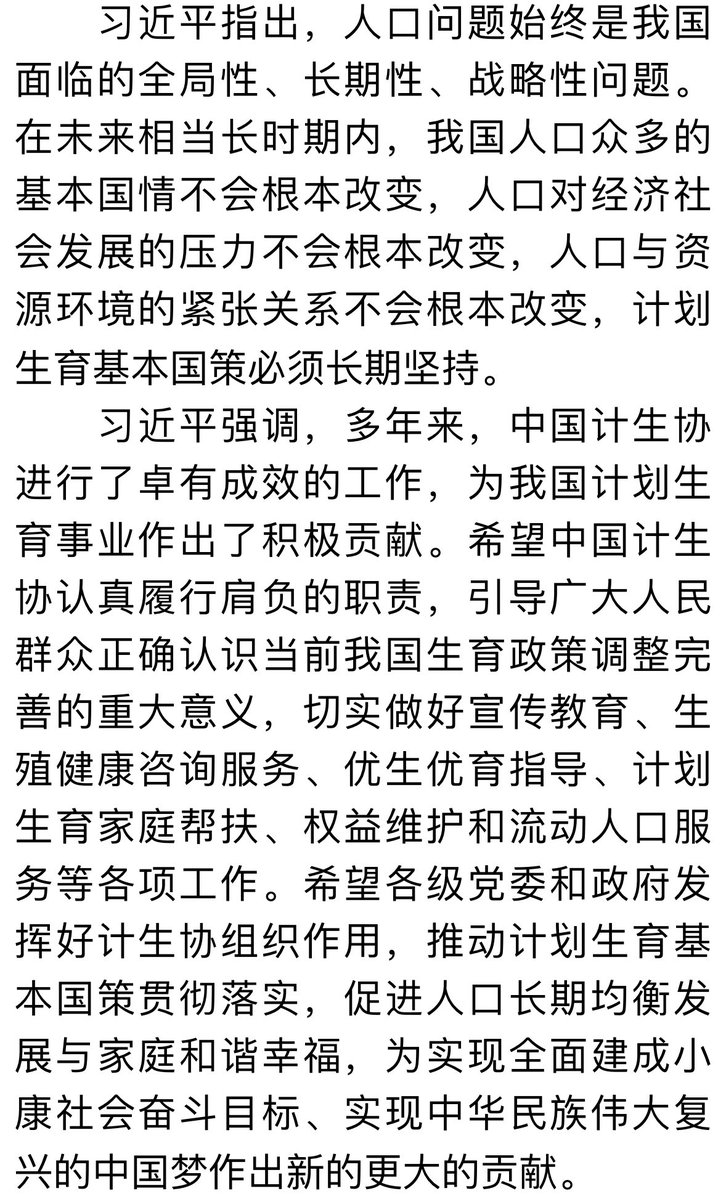 习近平指出，人口问题始终是我国
面临的全局性、长期性、战略性问题。
在未来相当长时期内，我国人口众多的
基本国情不会根本改变，人口对经济社
会发展的压力不会根本改变，人口与资
源环境的紧张关系不会根本改变，计划
生育基本国策必须长期坚持。
习近平强调，多年来，中国计生协
进行了卓有成效的工作，为我国计划生
育事业作出了积极贡献。希望中国计生
协认真履行肩负的职责，引导广大人民
群众正确认识当前我国生育政策调整完
善的重大意义，切实做好宣传教育、生
殖健康咨询服务、优生优育指导、计划
生育家庭帮扶、权益维护和流动人口服
务等各项工作。希望各级党委和政府发
挥好计生协组织作用，推动计划生育基
本国策贯彻落实，促进人口长期均衡发
展与家庭和谐幸福，为实现全面建成小
康社会奋斗目标、实现中华民族伟大复
兴的中国梦作出新的更大的贡献。